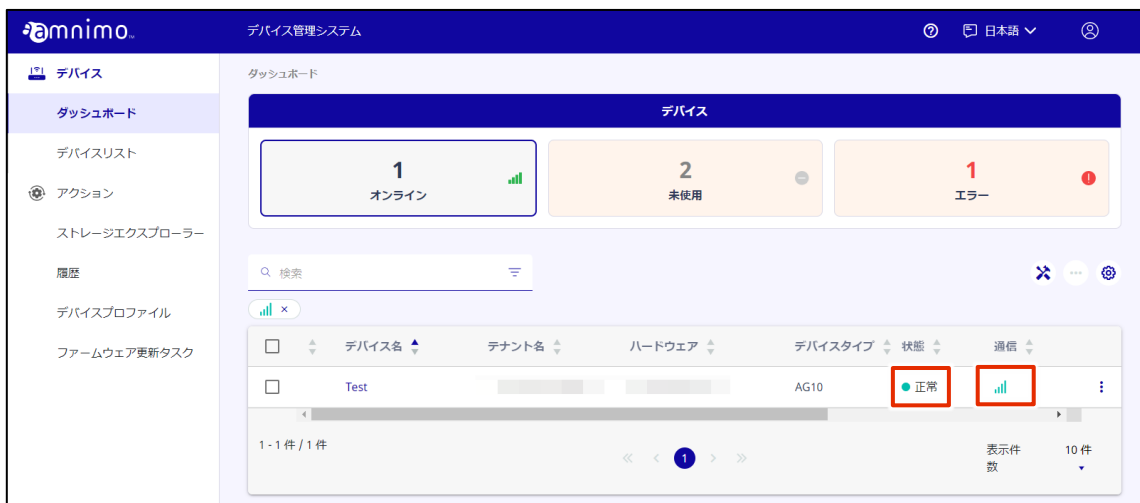 amnimo
デバイス管理システム
日本語
デバイス
ダッシュボード
デバイスリスト
アクション
ストレージエクスプローラー
履歴
デバイスプロファイル
ファームウェア更新タスク
ダッシュボード
デバイス
1
オンライン
2
未使用
1
エラー
検索
デバイス名 テナント名 ハードウェア デバイスタイプ 状態 通信
Test AG10 正常
1 - 1 件 / 1 件
1
表示件数
10 件